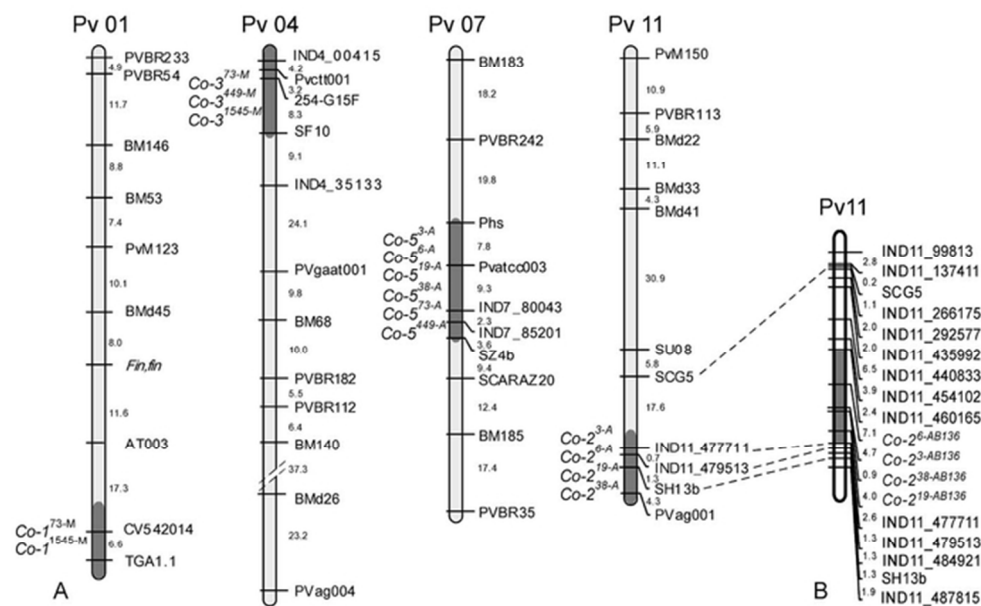 Pv 01
PVBR233
4.9
PVBR54
11.7
BM146
8.8
BM53
7.4
PvM123
10.1
BMd45
8.0
Fin,fin
11.6
AT003
17.3
Co-1 73-M
CV542014
Co-1 1545-M
6.6
TGA1.1
A
Pv 04
IND4_00415
4.2
Pvctt001
Co-3 73-M
3.2
254-G15F
Co-3 449-M
8.3
Co-3 1545-M
SF10
9.1
IND4_35133
24.1
PVgaat001
9.8
BM68
10.0
PVBR182
5.5
PVBR112
6.4
BM140
37.3
BMd26
23.2
PVag004
Pv 07
BM183
18.2
PVBR242
19.8
Phs
Co-5 3-A
7.8
Co-5 6-A
Pvatcc003
Co-5 19-A
9.3
Co-5 38-A
IND7_80043
Co-5 73-A
2.3
IND7_85201
Co-5 449-A
3.6
SZ4b
9.4
SCARAZ20
12.4
BM185
17.4
PVBR35
Pv 11
PvM150
10.9
PVBR113
5.9
BMd22
11.1
BMd33
4.3
BMd41
30.9
SU08
5.8
SCG5
17.6
Co-2 3-A
IND11_477711
Co-2 6-A
0.7
IND11_479513
Co-2 19-A
1.3
SH13b
Co-2 38-A
4.3
PVag001
Pv11
IND11_99813
2.8
IND11_137411
0.2
SCG5
1.1
IND11_266175
2.0
IND11_292577
2.0
IND11_435992
6.5
IND11_440833
3.9
IND11_454102
2.4
IND11_460165
7.1
Co-2 6-AB136
4.7
Co-2 3-AB136
0.9
Co-2 38-AB136
4.0
Co-2 19-AB136
2.6
IND11_477711
1.3
IND11_479513
1.3
IND11_484921
1.3
SH13b
1.9
IND11_487815
B